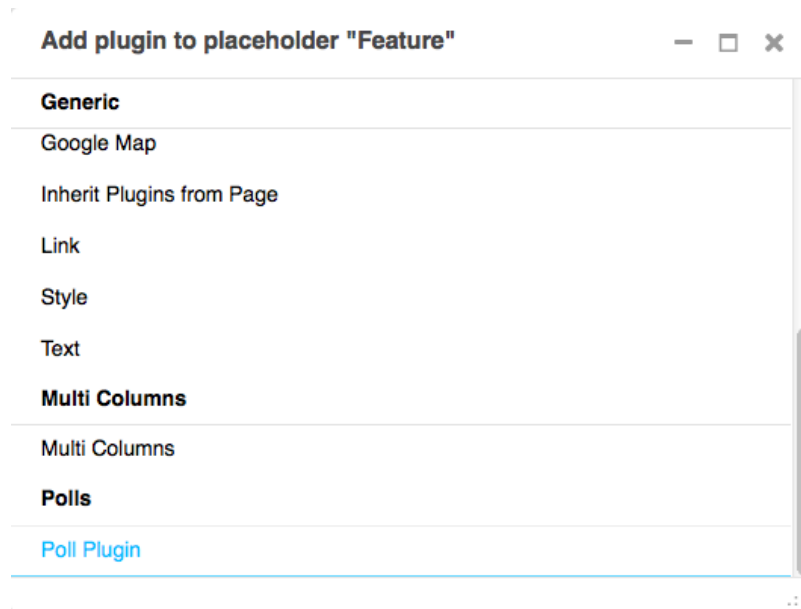 Add plugin to placeholder "Feature"
Generic
Google Map
Inherit Plugins from Page
Link
Style
Text
Multi Columns
Multi Columns
Polls
Poll Plugin